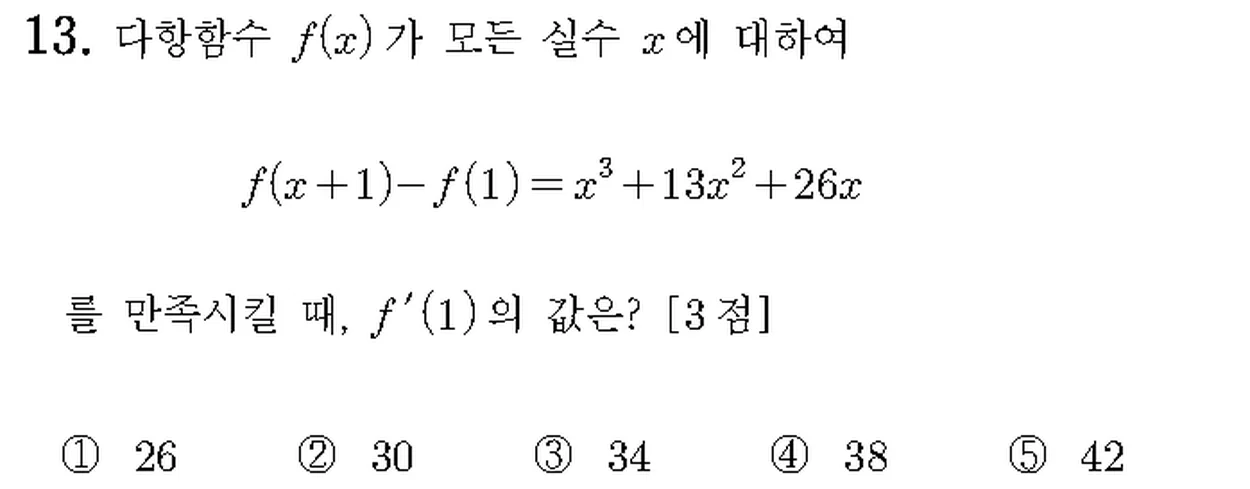 13. 다항함수 f(x)가 모든 실수 x에 대하여
f(x+1)−f(1)=x³+13x²+26x
를 만족시킬 때, f′(1)의 값은? [3점]
① 26 ② 30 ③ 34 ④ 38 ⑤ 42